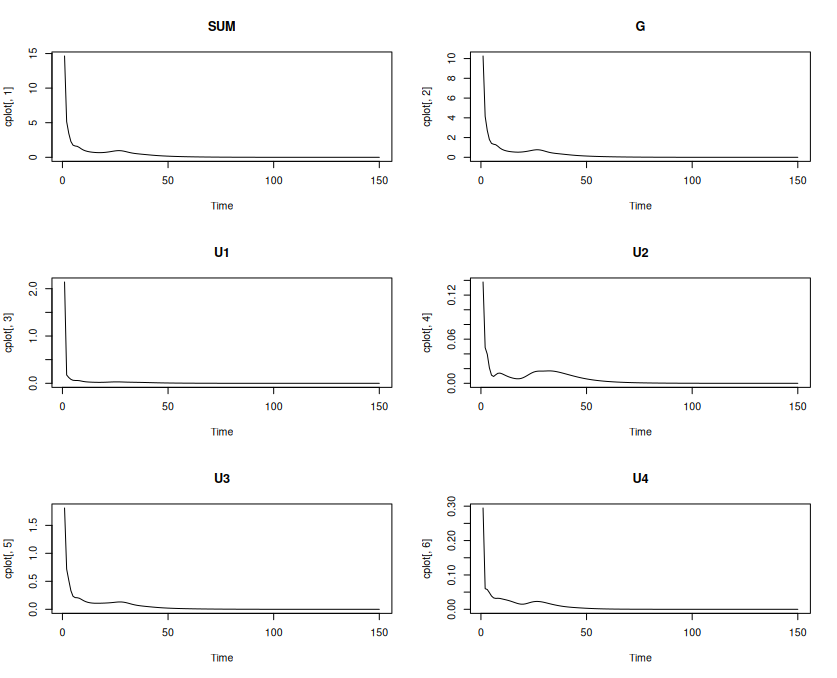 SUM
cplot[, 1]
15
10
5
0
0 50 100 150
Time
G
cplot[, 2]
10
8
6
4
2
0
0 50 100 150
Time
U1
cplot[, 3]
2.0
1.0
0.0
0 50 100 150
Time
U2
cplot[, 4]
0.12
0.06
0.00
0 50 100 150
Time
U3
cplot[, 5]
1.5
1.0
0.5
0.0
0 50 100 150
Time
U4
cplot[, 6]
0.30
0.20
0.10
0.00
0 50 100 150
Time